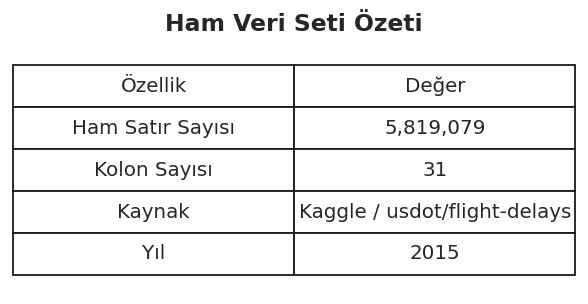 Ham Veri Seti Özeti
Özellik Değer
Ham Satır Sayısı 5,819,079
Kolon Sayısı 31
Kaynak Kaggle / usdot/flight-delays
Yıl 2015